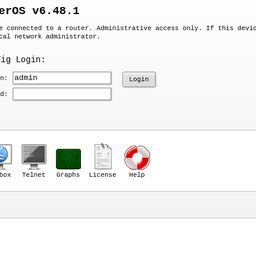 erOS v6.48.1
e connected to a router. Administrative access only. If this devic
cal network administrator.
ig Login:
n: admin
Login
d:
box Telnet Graphs License Help